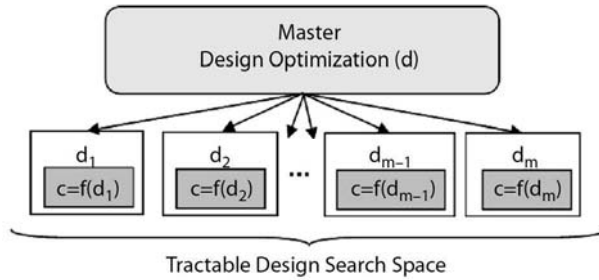 Master
Design Optimization (d)
d₁ d₂ ... dₘ₋₁ dₘ
c=f(d₁) c=f(d₂) c=f(dₘ₋₁) c=f(dₘ)
Tractable Design Search Space